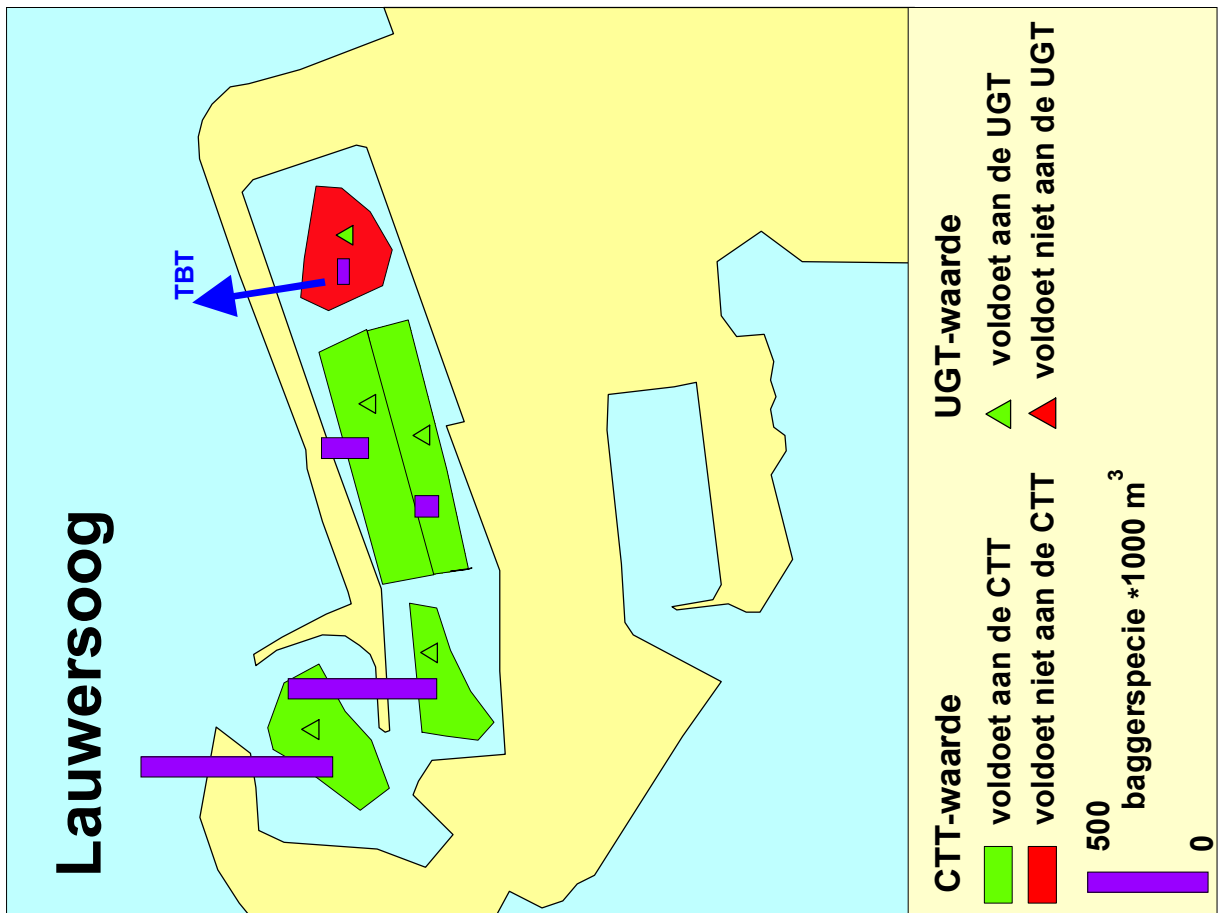 Lauwersoog
TBT
CTT-waarde
voldoet aan de CTT
voldoet niet aan de CTT
500
0
baggerspecie *1000 m³
UGT-waarde
voldoet aan de UGT
voldoet niet aan de UGT